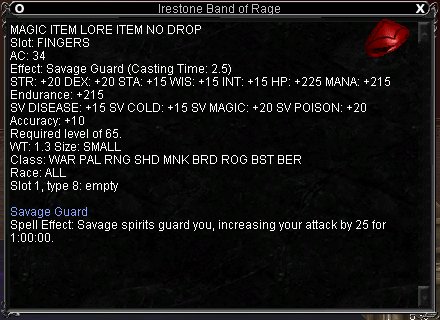 Irestone Band of Rage
MAGIC ITEM LORE ITEM NO DROP
Slot: FINGERS
AC: 34
Effect: Savage Guard (Casting Time: 2.5)
STR: +20 DEX: +20 STA: +15 WIS: +15 INT: +15 HP: +225 MANA: +215
Endurance: +215
SV DISEASE: +15 SV COLD: +15 SV MAGIC: +20 SV POISON: +20
Accuracy: +10
Required level of 65.
WT: 1.3 Size: SMALL
Class: WAR PAL RNG SHD MNK BRD ROG BST BER
Race: ALL
Slot 1, type 8: empty
Savage Guard
Spell Effect: Savage spirits guard you, increasing your attack by 25 for
1:00:00.